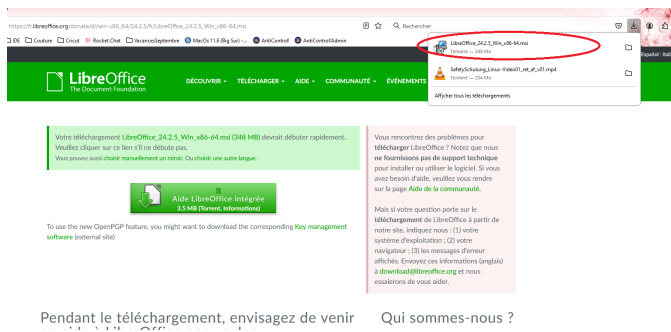 https://fr.libreoffice.org/donate/dl/win-x86_64/24.2.5/fr/LibreOffice_24.2.5_Win_x86-64.msi
Rechercher
IDE
Couture
Cricut
Rocket.Chat
VacancesSeptembre
MacOs 11.6 (Big Sur) -...
AntiControl!
AntiControl!Admin
LibreOffice_24.2.5_Win_x86-64.msi
Terminé — 348 Mo
SafetySchulung_Linux-Video01_ret_af_v01.mp4
Terminé — 204 Mo
Afficher tous les téléchargements
Español
LibreOffice
The Document Foundation
DÉCOUVRIR
TÉLÉCHARGER
AIDE
COMMUNAUTÉ
ÉVÉNEMENTS
Votre téléchargement LibreOffice_24.2.5_Win_x86-64.msi (348 MB) devrait débuter rapidement.
Veuillez cliquer sur ce lien s'il ne débute pas.
Vous pouvez aussi choisir manuellement un miroir. Ou choisir une autre langue.
Aide LibreOffice intégrée
3.5 MB (Torrent, Informations)
To use the new OpenPGP feature, you might want to download the corresponding Key management
software (external site)
Vous rencontrez des problèmes pour
télécharger LibreOffice ? Notez que nous
ne fournissons pas de support technique
pour installer ou utiliser le logiciel. Si vous
avez besoin d'aide, veuillez vous rendre
sur la page Aide de la communauté.
Mais si votre question porte sur le
téléchargement de LibreOffice à partir de
notre site, indiquez nous : (1) votre
système d'exploitation ; (2) votre
navigateur ; (3) les messages d'erreur
affichés. Envoyez ces informations (anglais)
à download@libreoffice.org et nous
essaierons de vous aider.
Pendant le téléchargement, envisagez de venir
Qui sommes-nous ?